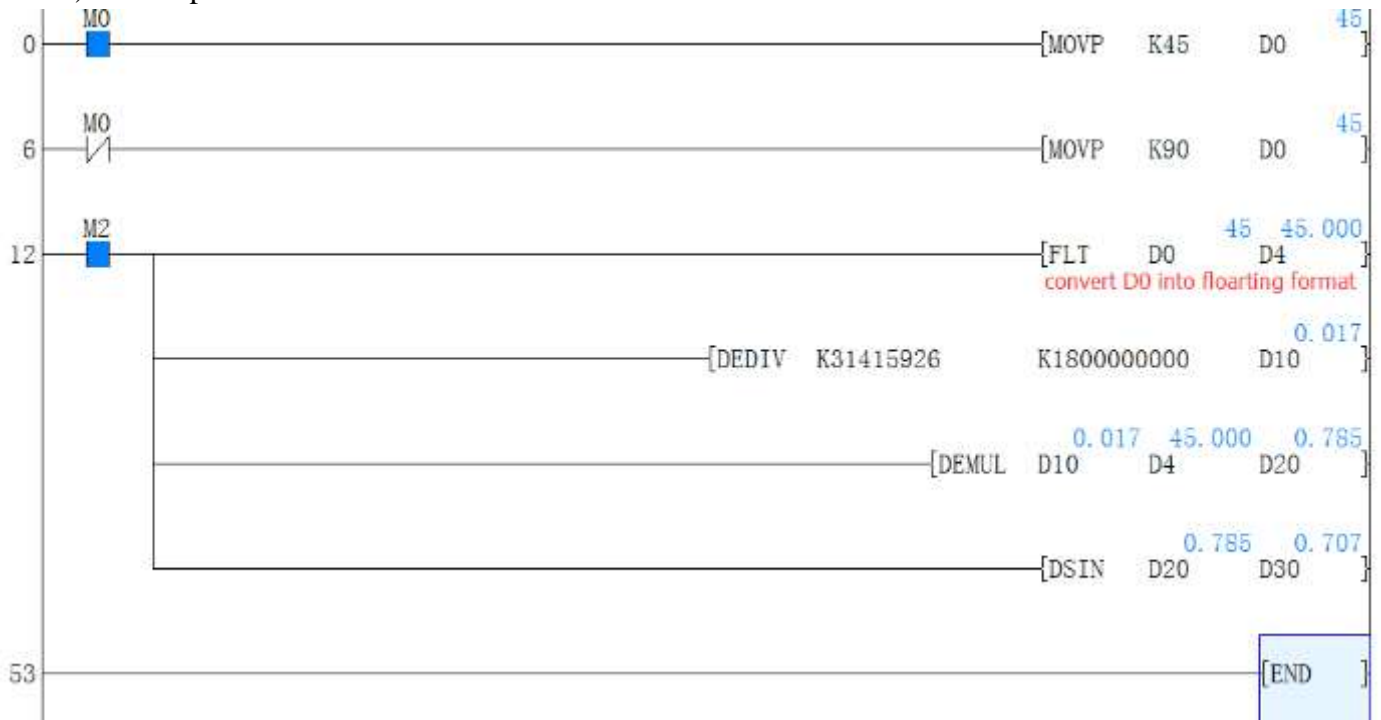 M0 45
0 [MOVP K45 D0 ]
M0 45
6 [MOVP K90 D0 ]
M2 45 45.000
12 [FLT D0 D4 ]
convert D0 into floarting format
0.017
[DEDIV K31415926 K1800000000 D10 ]
0.017 45.000 0.785
[DEMUL D10 D4 D20 ]
0.785 0.707
[DSIN D20 D30 ]
53 [END ]